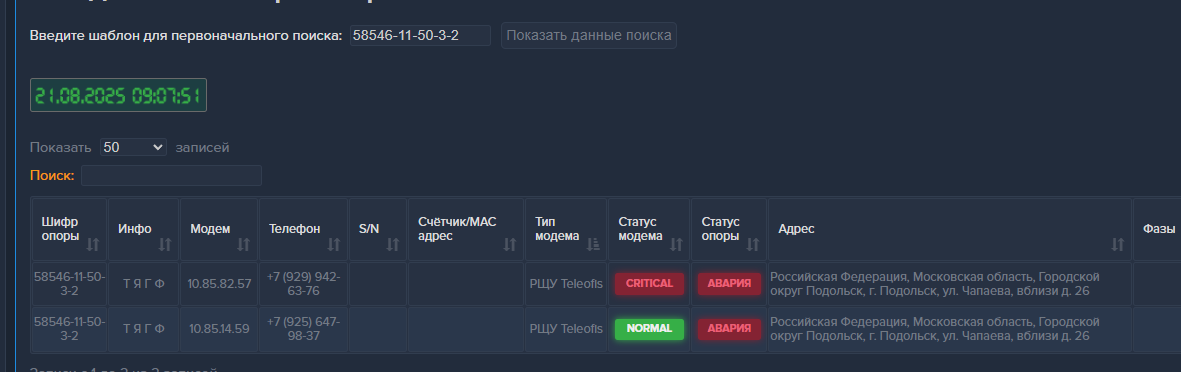 Введите шаблон для первоначального поиска: 58546-11-50-3-2 Показать данные поиска
21.08.2025 09:07:51
Показать 50 записей
Поиск:
Шифр опоры Инфо Модем Телефон S/N Счётчик/MAC адрес Тип модема Статус модема Статус опоры Адрес Фазы
58546-11-50-3-2 Т Я Г Ф 10.85.82.57 +7 (929) 942-63-76 РЩУ Teleofis CRITICAL АВАРИЯ Российская Федерация, Московская область, Городской округ Подольск, г. Подольск, ул. Чапаева, вблизи д. 26
58546-11-50-3-2 Т Я Г Ф 10.85.14.59 +7 (925) 647-98-37 РЩУ Teleofis NORMAL АВАРИЯ Российская Федерация, Московская область, Городской округ Подольск, г. Подольск, ул. Чапаева, вблизи д. 26